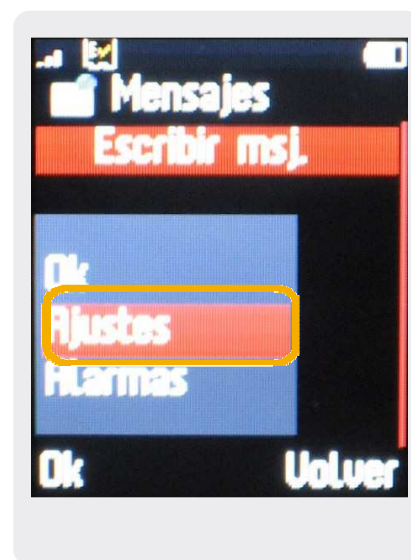 Mensajes
Escribir msj.
Ok
Ajustes
Alarmas
Ok Volver